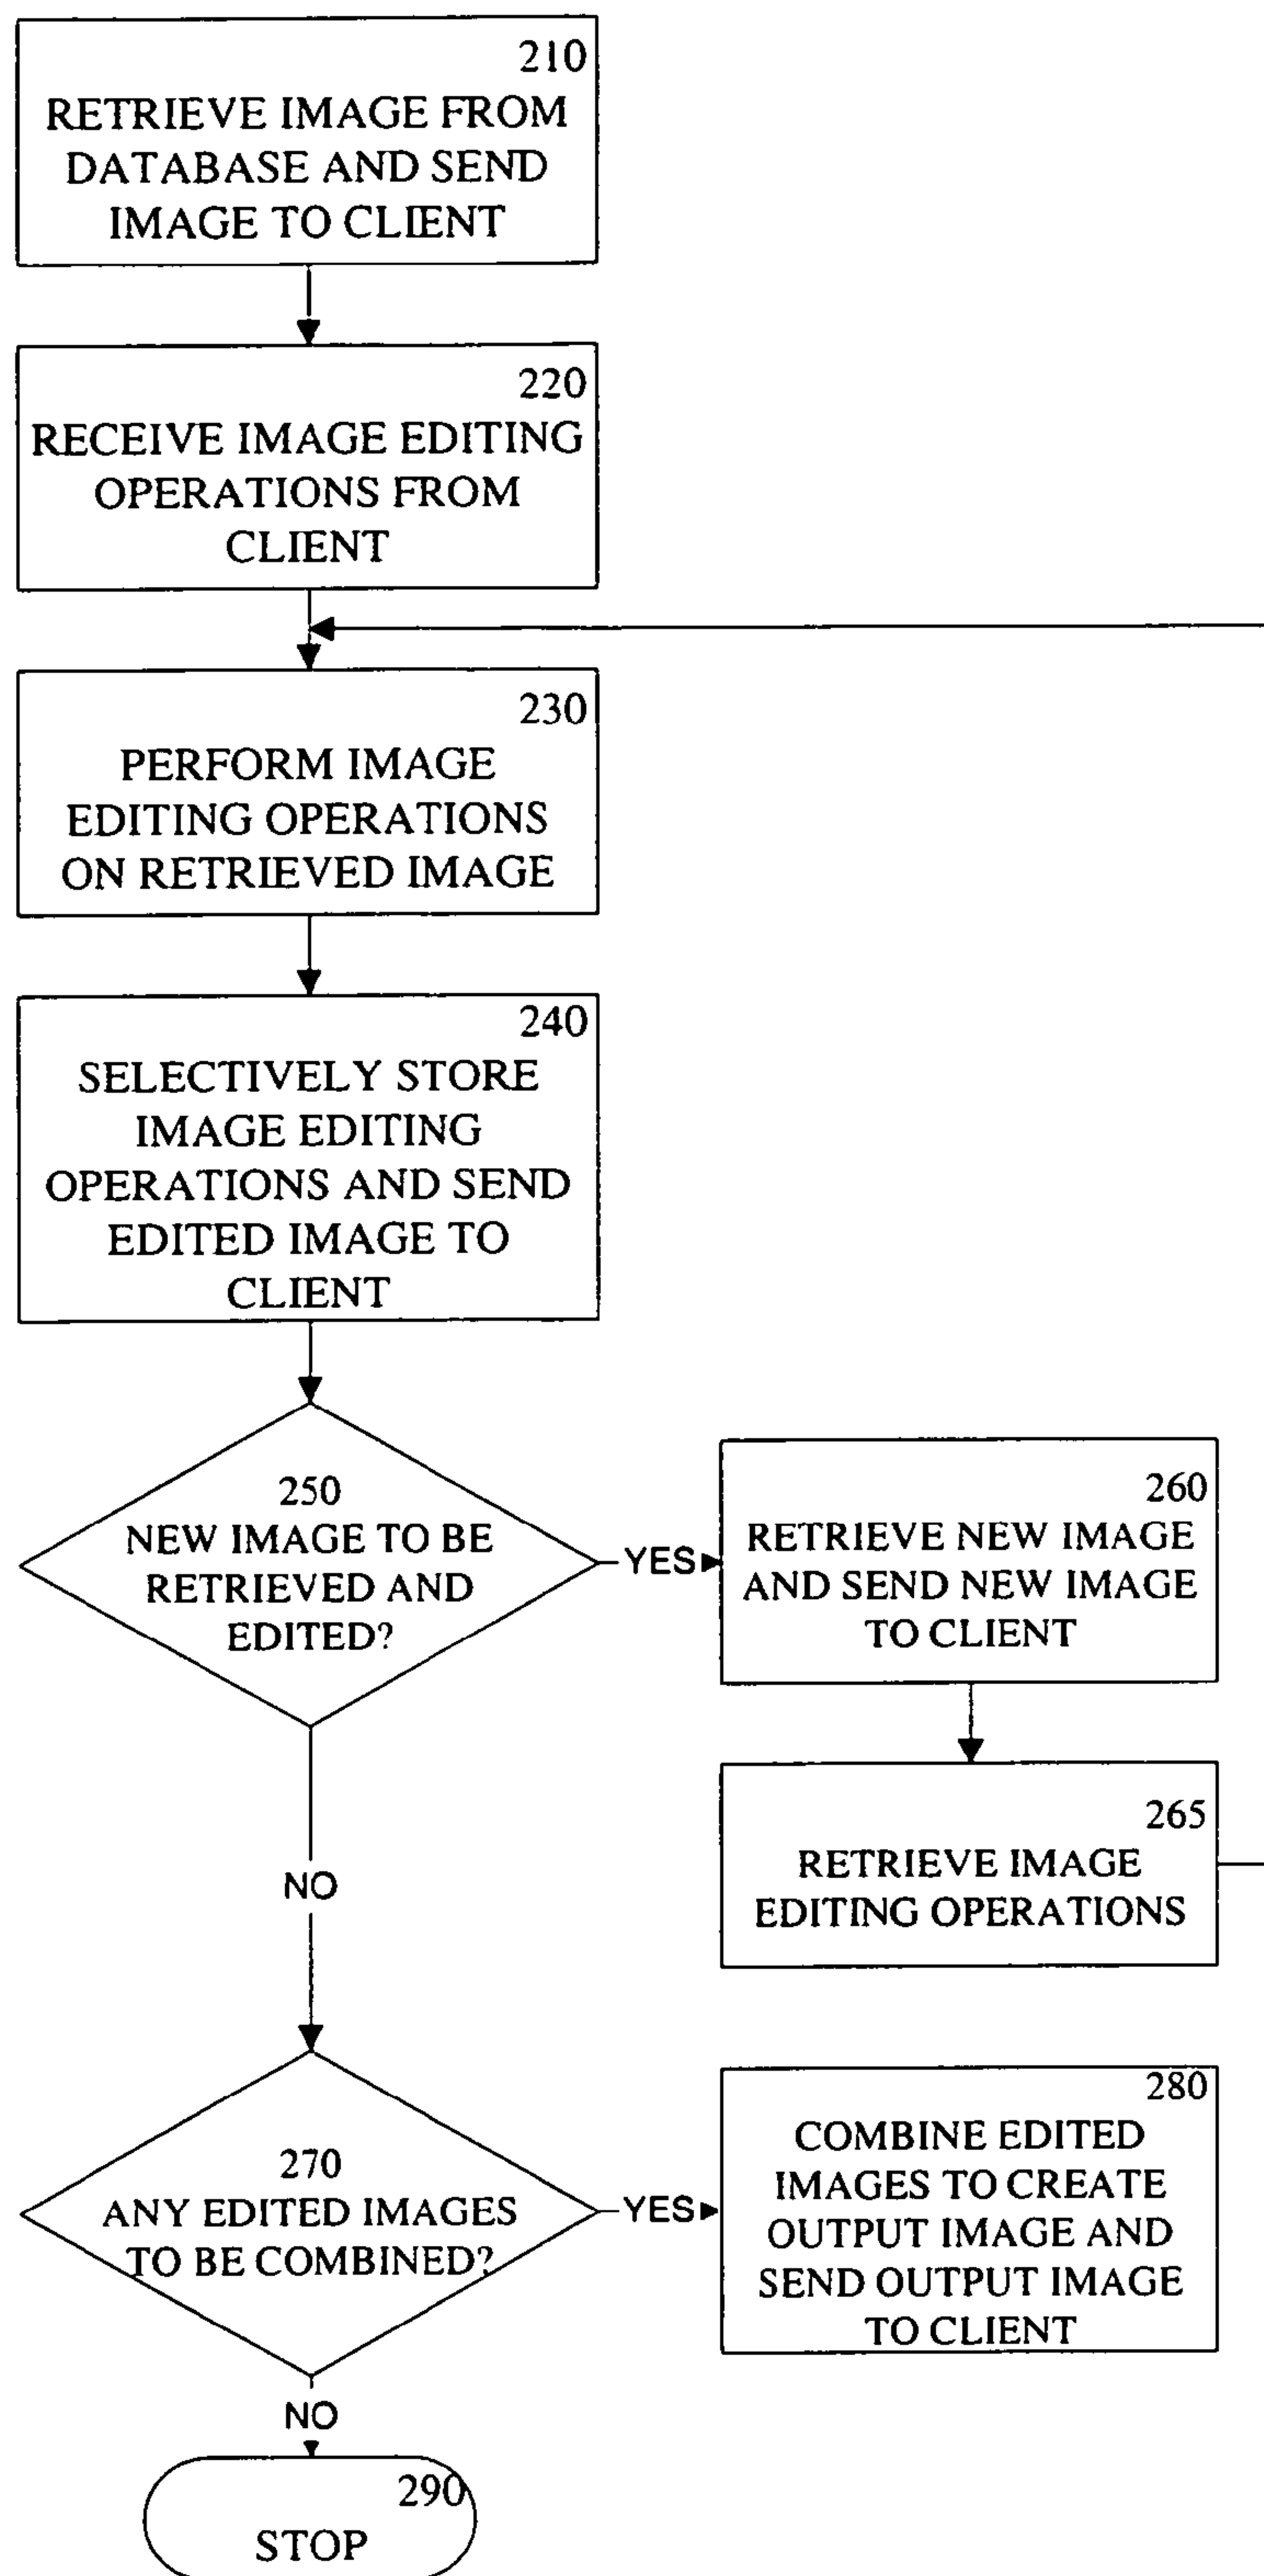 210
RETRIEVE IMAGE FROM
DATABASE AND SEND
IMAGE TO CLIENT
220
RECEIVE IMAGE EDITING
OPERATIONS FROM
CLIENT
230
PERFORM IMAGE
EDITING OPERATIONS
ON RETRIEVED IMAGE
240
SELECTIVELY STORE
IMAGE EDITING
OPERATIONS AND SEND
EDITED IMAGE TO
CLIENT
250
NEW IMAGE TO BE
RETRIEVED AND
EDITED?
YES
260
RETRIEVE NEW IMAGE
AND SEND NEW IMAGE
TO CLIENT
265
RETRIEVE IMAGE
EDITING OPERATIONS
NO
270
ANY EDITED IMAGES
TO BE COMBINED?
YES
280
COMBINE EDITED
IMAGES TO CREATE
OUTPUT IMAGE AND
SEND OUTPUT IMAGE
TO CLIENT
NO
290
STOP